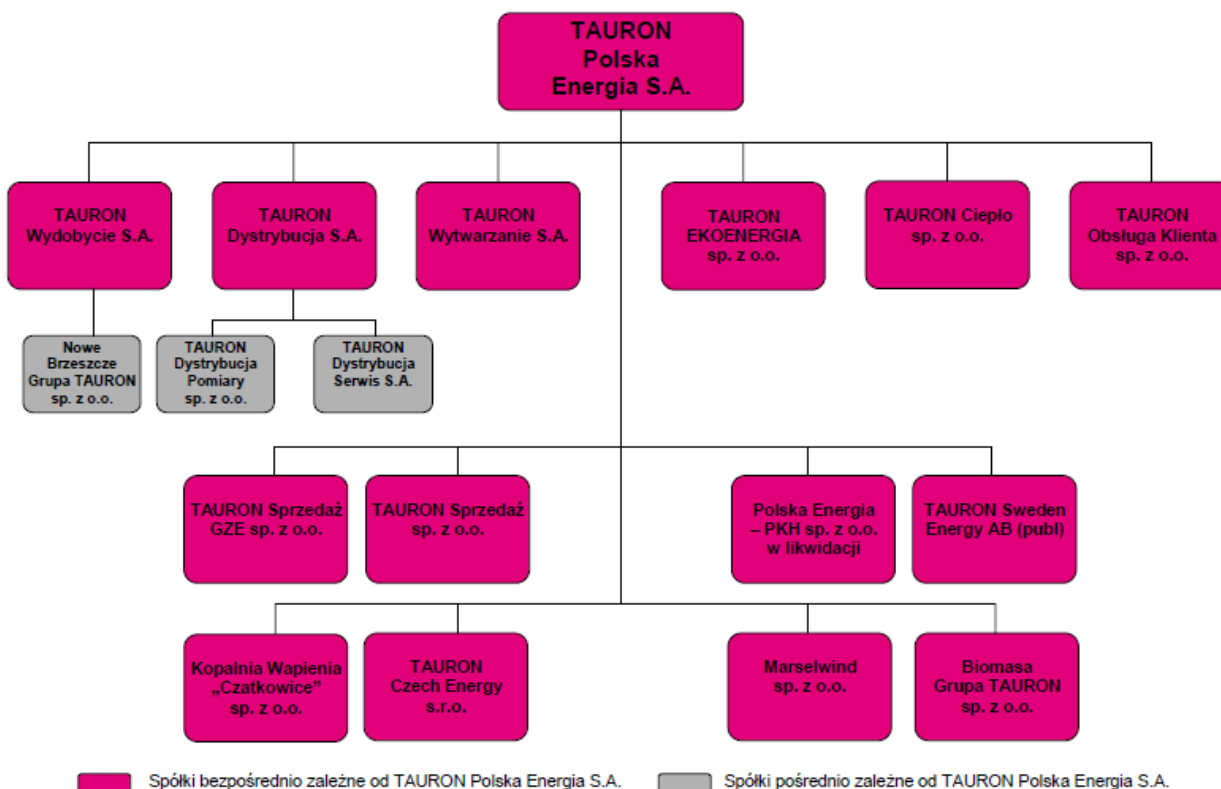 TAURON
Polska
Energia S.A.
TAURON
Wydobycie S.A.
TAURON
Dystrybucja S.A.
TAURON
Wytwarzanie S.A.
TAURON
EKOENERGIA
sp. z o.o.
TAURON Ciepło
sp. z o.o.
TAURON
Obsługa Klienta
sp. z o.o.
Nowe
Brzeszcze
Grupa TAURON
sp. z o.o.
TAURON
Dystrybucja
Pomiary
sp. z o.o.
TAURON
Dystrybucja
Serwis S.A.
TAURON Sprzedaż
GZE sp. z o.o.
TAURON Sprzedaż
sp. z o.o.
Polska Energia
– PKH sp. z o.o.
w likwidacji
TAURON Sweden
Energy AB (publ)
Kopalnia Wapienia
„Czatkowice”
sp. z o.o.
TAURON
Czech Energy
s.r.o.
Marselwind
sp. z o.o.
Biomasa
Grupa TAURON
sp. z o.o.
Spółki bezpośrednio zależne od TAURON Polska Energia S.A.
Spółki pośrednio zależne od TAURON Polska Energia S.A.